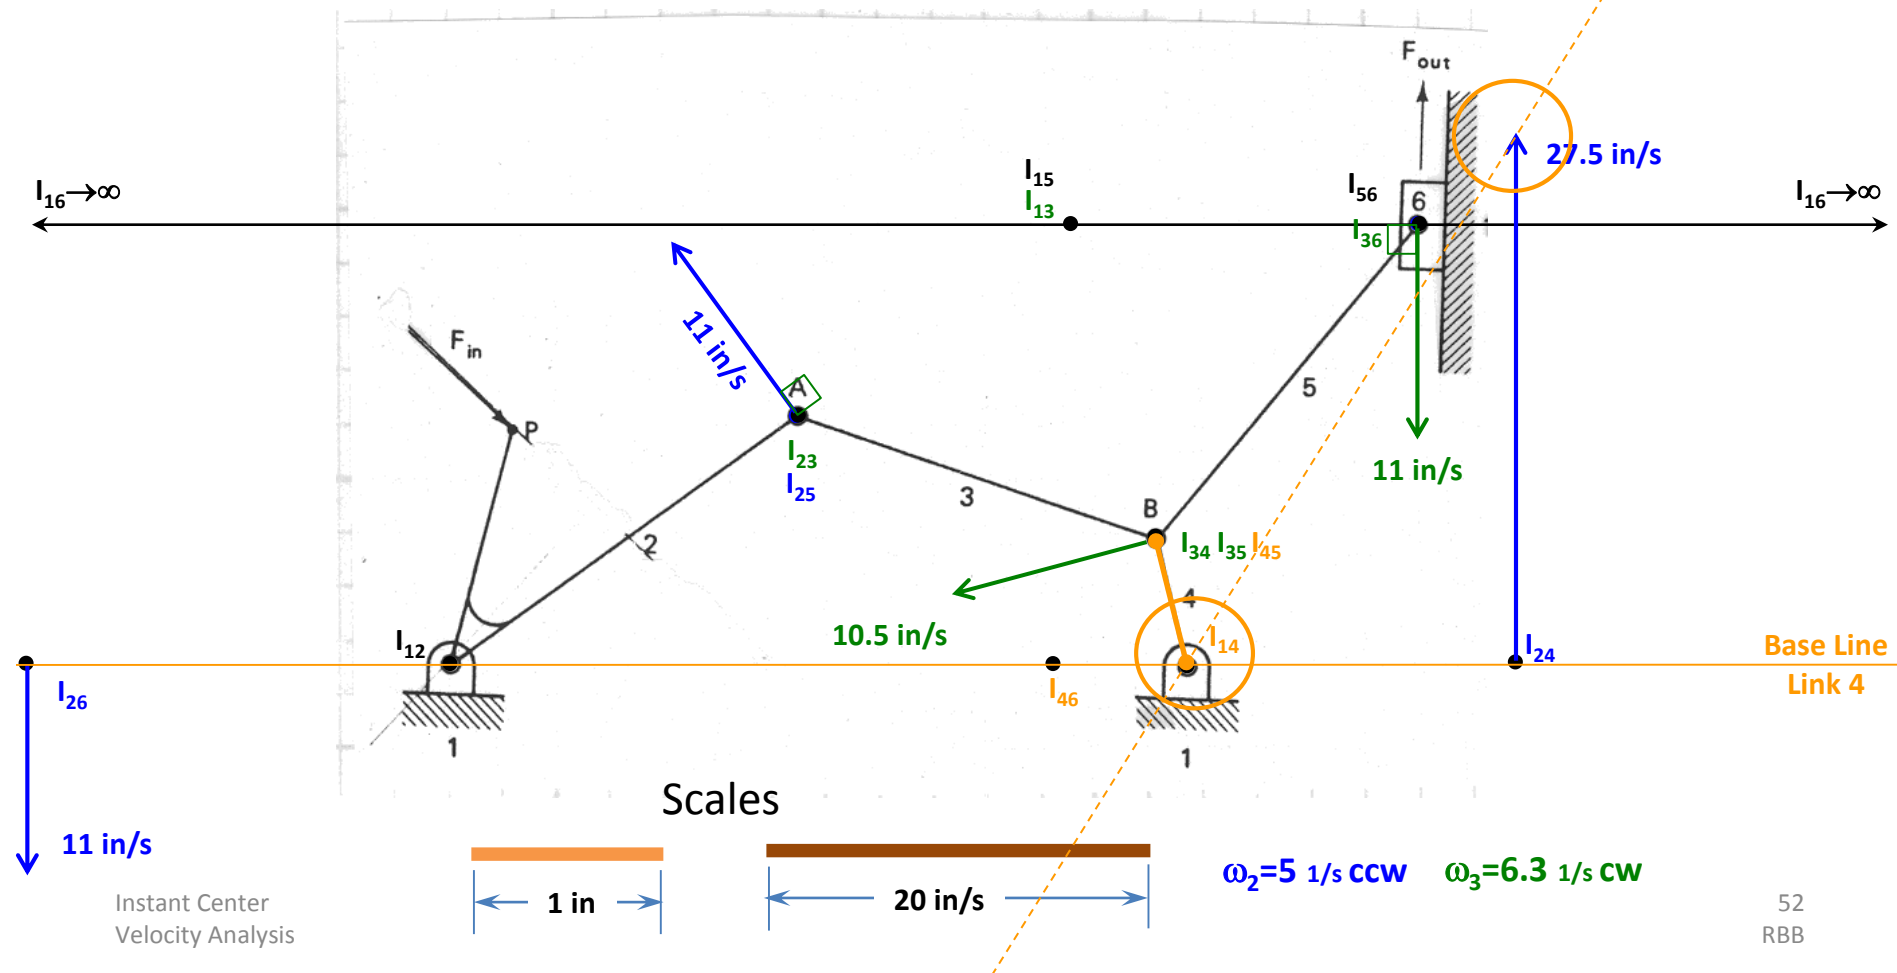 F out
27.5 in/s
I15
I13
I16→∞
I56
6
I16→∞
I36
11 in/s
A
F in
P
5
I23
I25
11 in/s
3
B
2
I34 I35 I45
4
10.5 in/s
I12
I14
I24
Base Line
Link 4
I26
I46
1
1
Scales
11 in/s
ω2=5 1/s ccw
ω3=6.3 1/s cw
1 in
20 in/s
Instant Center
Velocity Analysis
52
RBB